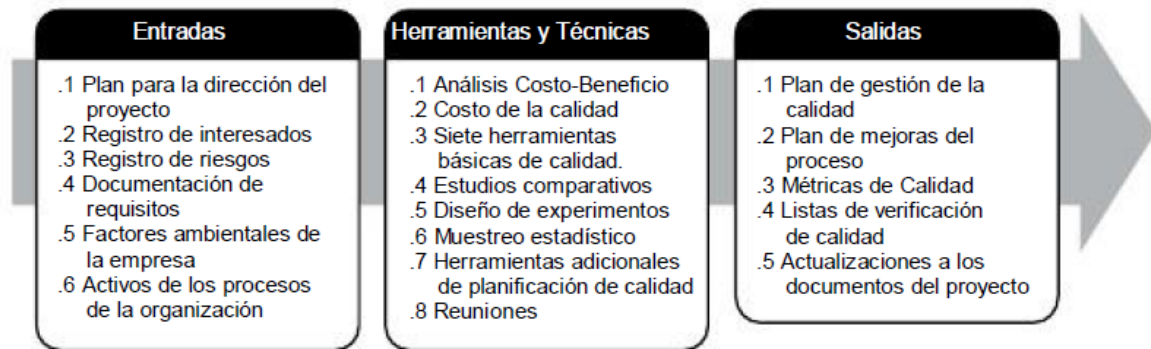 Entradas
.1 Plan para la dirección del
proyecto
.2 Registro de interesados
.3 Registro de riesgos
.4 Documentación de
requisitos
.5 Factores ambientales de
la empresa
.6 Activos de los procesos
de la organización
Herramientas y Técnicas
.1 Análisis Costo-Beneficio
.2 Costo de la calidad
.3 Siete herramientas
básicas de calidad.
.4 Estudios comparativos
.5 Diseño de experimentos
.6 Muestreo estadístico
.7 Herramientas adicionales
de planificación de calidad
.8 Reuniones
Salidas
.1 Plan de gestión de la
calidad
.2 Plan de mejoras del
proceso
.3 Métricas de Calidad
.4 Listas de verificación
de calidad
.5 Actualizaciones a los
documentos del proyecto